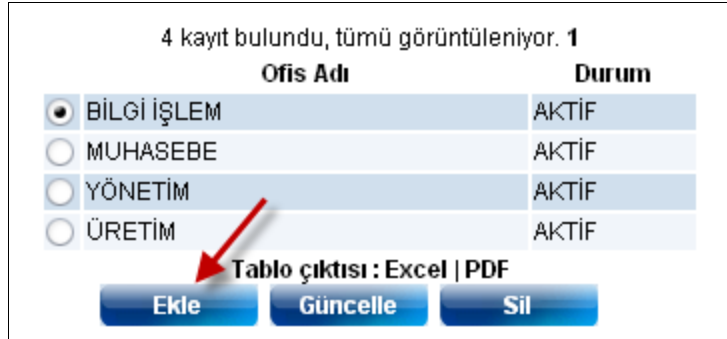 4 kayıt bulundu, tümü görüntüleniyor. 1
Ofis Adı Durum
BİLGİ İŞLEM AKTİF
MUHASEBE AKTİF
YÖNETİM AKTİF
ÜRETİM AKTİF
Tablo çıktısı : Excel | PDF
Ekle Güncelle Sil